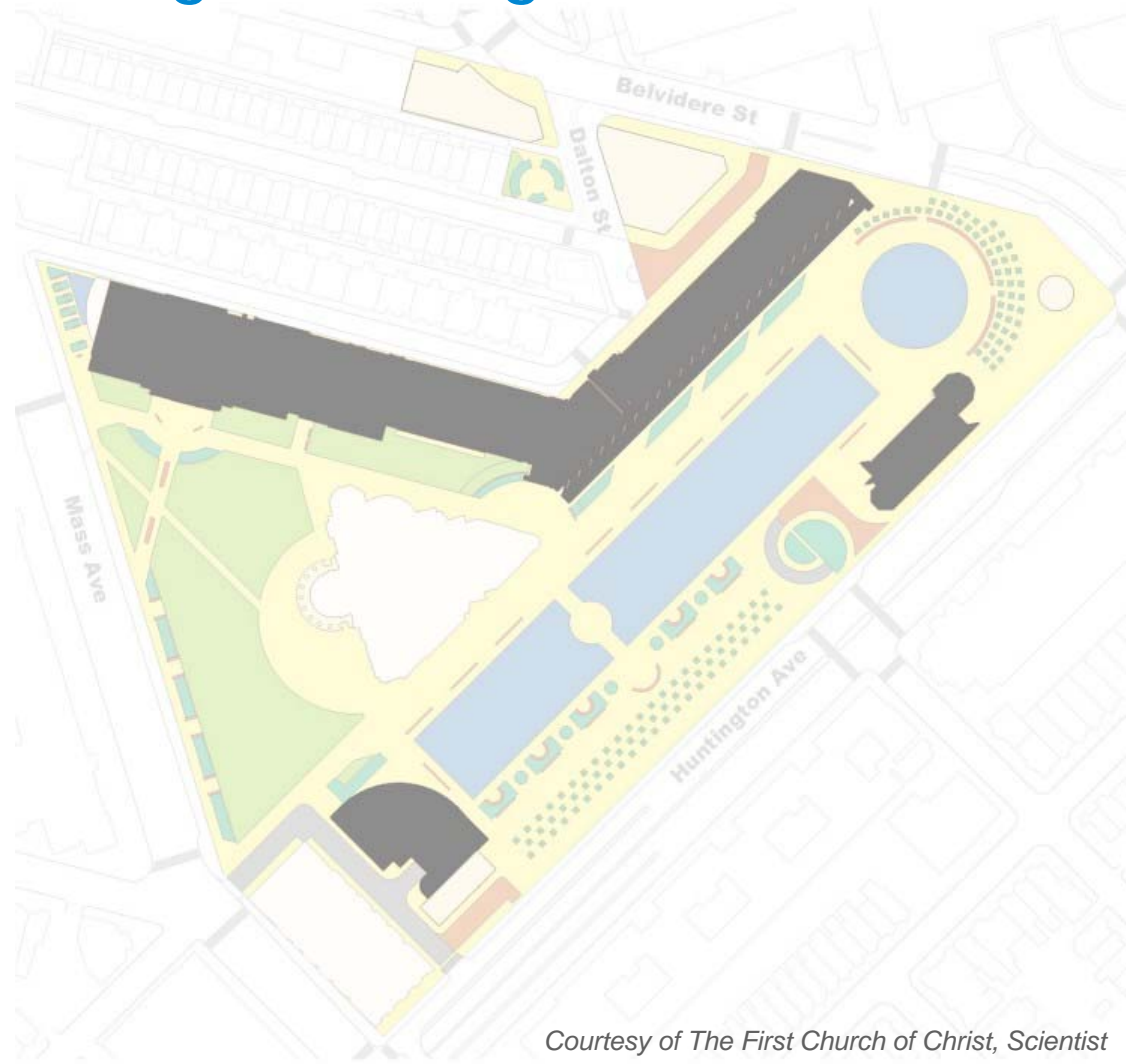 Belvidere St
Dalton St
Mass Ave
Huntington Ave
Courtesy of The First Church of Christ, Scientist